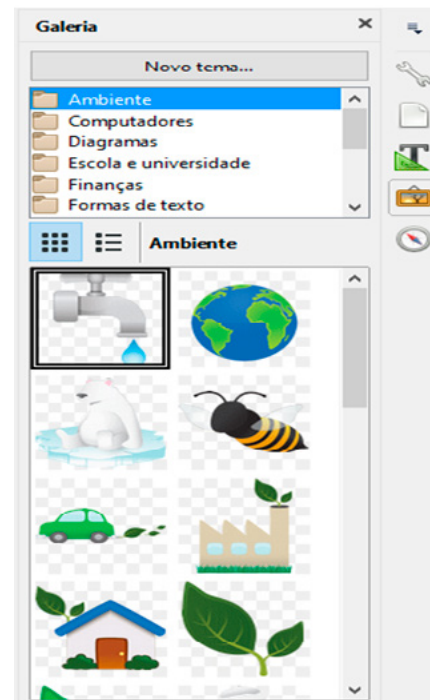 Galeria
Novo tema...
Ambiente
Computadores
Diagramas
Escola e universidade
Finanças
Formas de texto
Ambiente